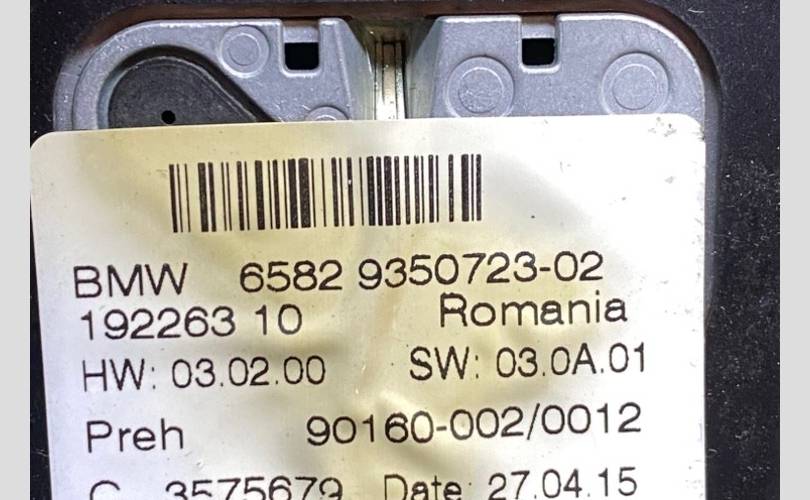 BMW 6582 9350723-02
192263 10 Romania
HW: 03.02.00 SW: 03.0A.01
Preh 90160-002/0012
C 3575679 Date: 27.04.15